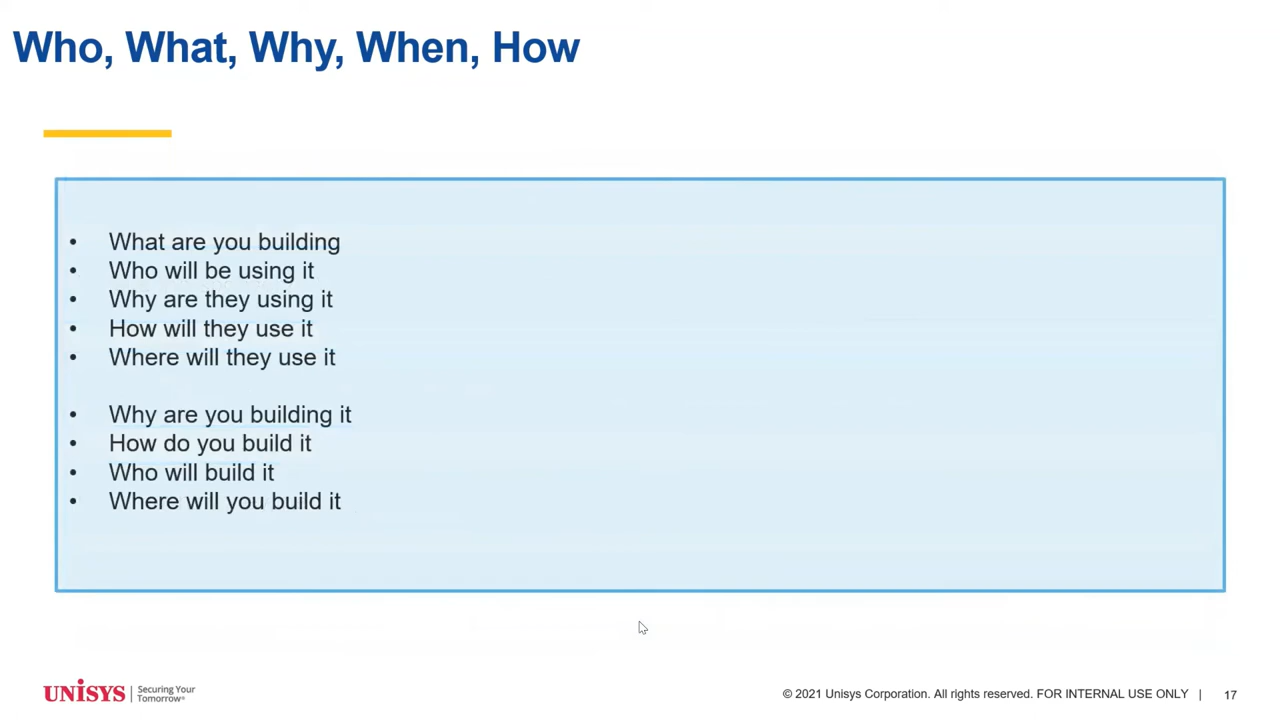 Who, What, Why, When, How
• What are you building
• Who will be using it
• Why are they using it
• How will they use it
• Where will they use it
• Why are you building it
• How do you build it
• Who will build it
• Where will you build it
UNISYS | Securing Your
Tomorrow®
© 2021 Unisys Corporation. All rights reserved. FOR INTERNAL USE ONLY | 17